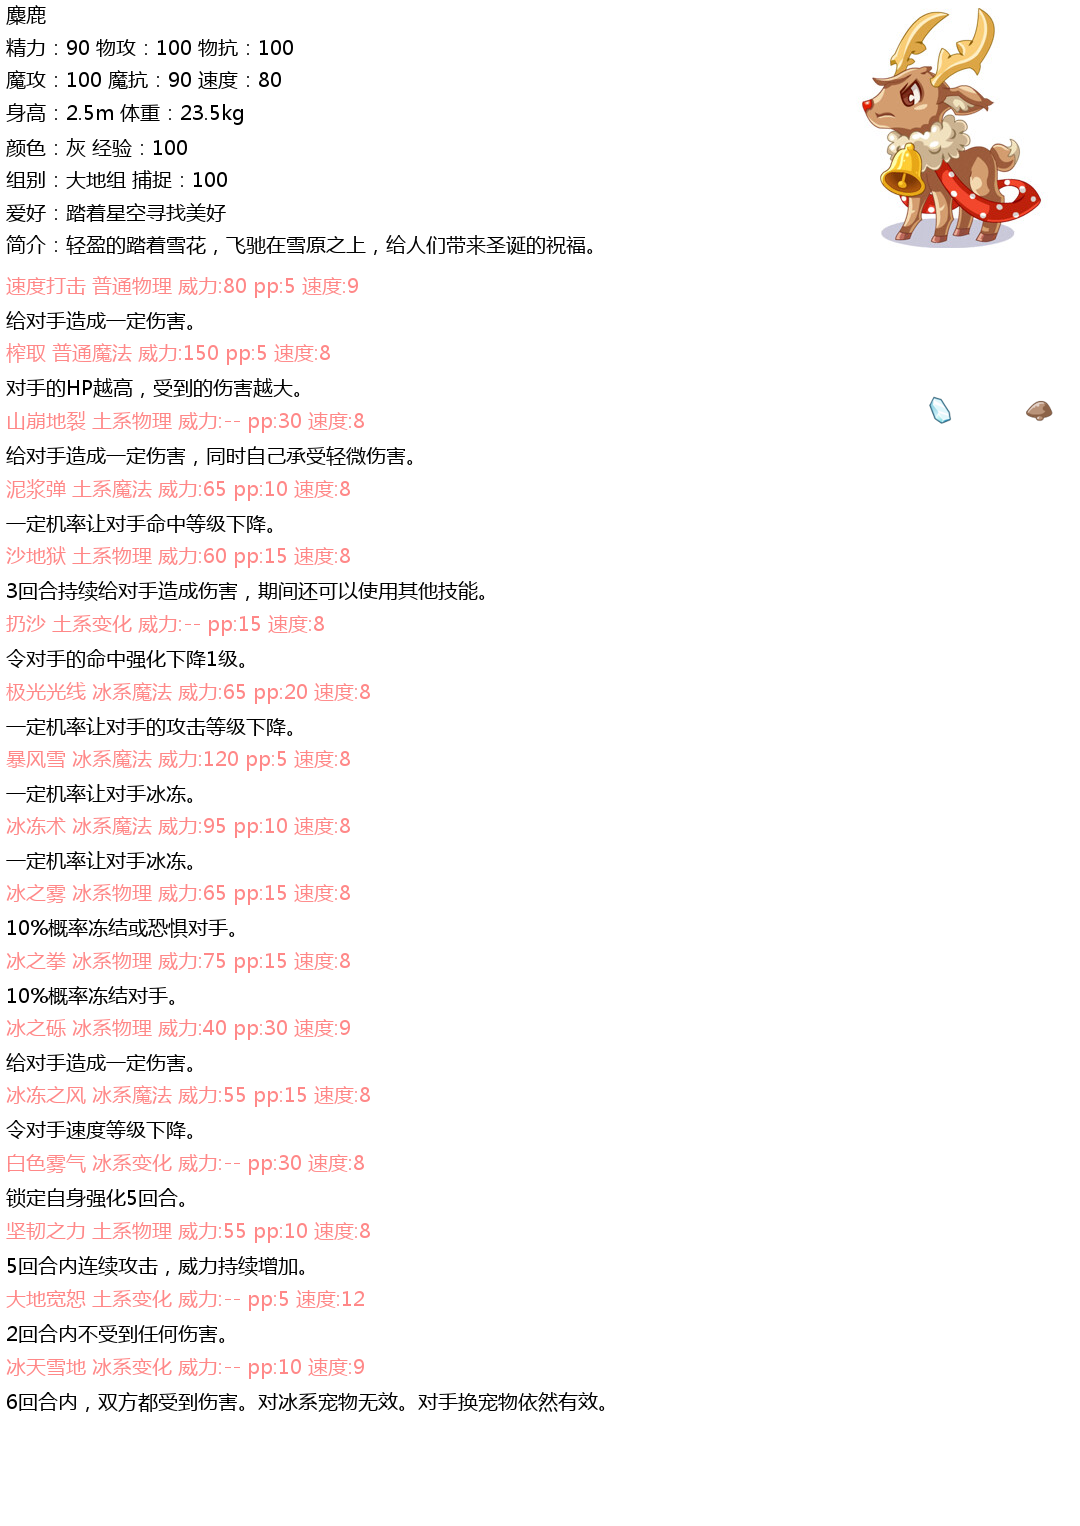 麋鹿
精力：90 物攻：100 物抗：100
魔攻：100 魔抗：90 速度：80
身高：2.5m 体重：23.5kg
颜色：灰 经验：100
组别：大地组 捕捉：100
爱好：踏着星空寻找美好
简介：轻盈的踏着雪花，飞驰在雪原之上，给人们带来圣诞的祝福。
速度打击 普通物理 威力:80 pp:5 速度:9
给对手造成一定伤害。
榨取 普通魔法 威力:150 pp:5 速度:8
对手的HP越高，受到的伤害越大。
山崩地裂 土系物理 威力:-- pp:30 速度:8
给对手造成一定伤害，同时自己承受轻微伤害。
泥浆弹 土系魔法 威力:65 pp:10 速度:8
一定机率让对手命中等级下降。
沙地狱 土系物理 威力:60 pp:15 速度:8
3回合持续给对手造成伤害，期间还可以使用其他技能。
扔沙 土系变化 威力:-- pp:15 速度:8
令对手的命中强化下降1级。
极光光线 冰系魔法 威力:65 pp:20 速度:8
一定机率让对手的攻击等级下降。
暴风雪 冰系魔法 威力:120 pp:5 速度:8
一定机率让对手冰冻。
冰冻术 冰系魔法 威力:95 pp:10 速度:8
一定机率让对手冰冻。
冰之雾 冰系物理 威力:65 pp:15 速度:8
10%概率冻结或恐惧对手。
冰之拳 冰系物理 威力:75 pp:15 速度:8
10%概率冻结对手。
冰之砾 冰系物理 威力:40 pp:30 速度:9
给对手造成一定伤害。
冰冻之风 冰系魔法 威力:55 pp:15 速度:8
令对手速度等级下降。
白色雾气 冰系变化 威力:-- pp:30 速度:8
锁定自身强化5回合。
坚韧之力 土系物理 威力:55 pp:10 速度:8
5回合内连续攻击，威力持续增加。
大地宽恕 土系变化 威力:-- pp:5 速度:12
2回合内不受到任何伤害。
冰天雪地 冰系变化 威力:-- pp:10 速度:9
6回合内，双方都受到伤害。对冰系宠物无效。对手换宠物依然有效。